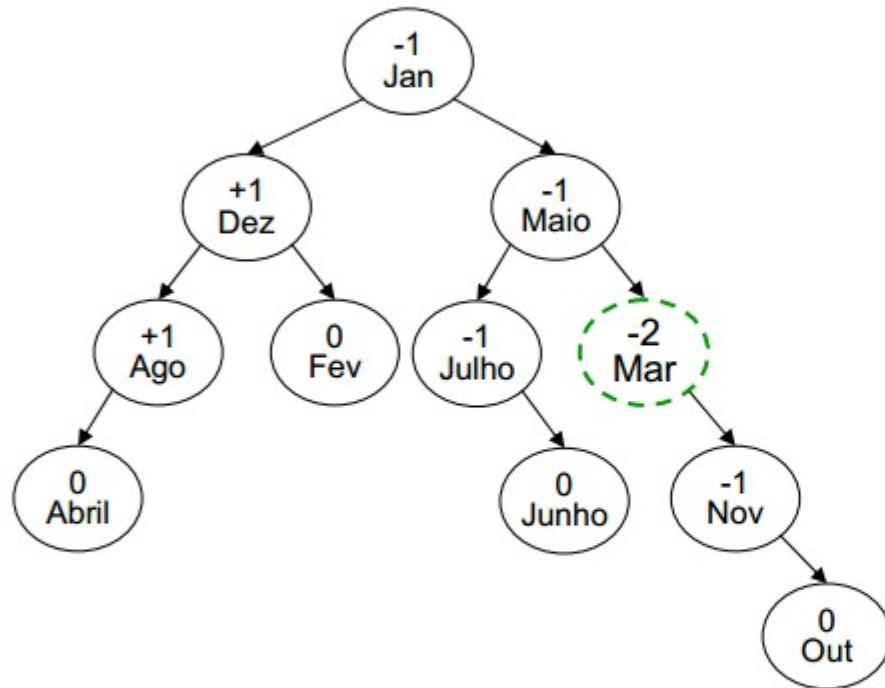 -1
Jan
+1
Dez
-1
Maio
+1
Ago
0
Fev
-1
Julho
-2
Mar
0
Abril
0
Junho
-1
Nov
0
Out